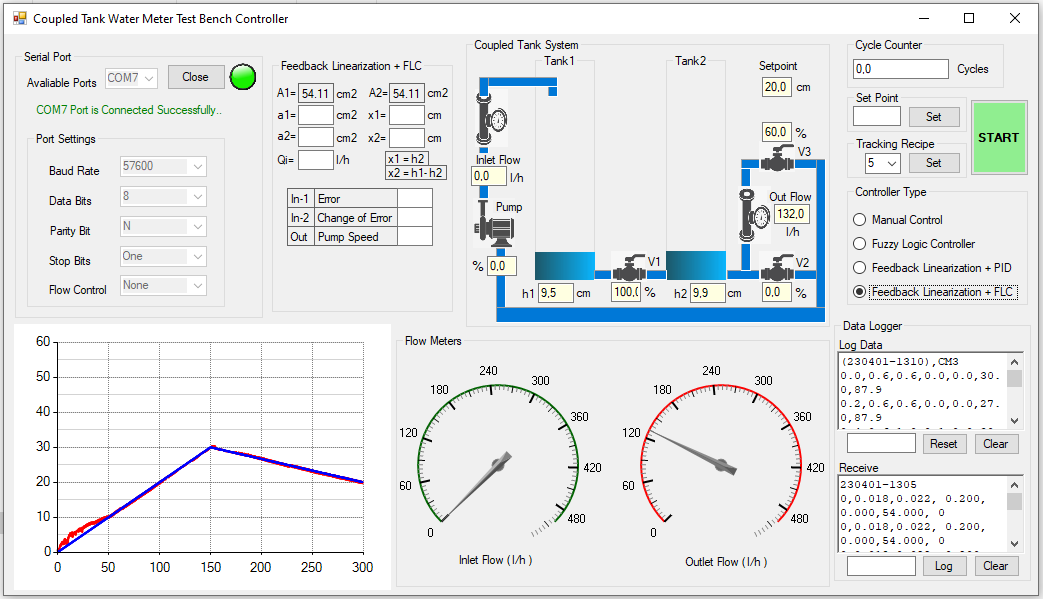 Coupled Tank Water Meter Test Bench Controller
Serial Port
Avaliable Ports COM7 Close
COM7 Port is Connected Successfully..
Port Settings
Baud Rate 57600
Data Bits 8
Parity Bit N
Stop Bits One
Flow Control None
Feedback Linearization + FLC
A1= 54.11 cm2 A2= 54.11 cm2
a1= cm2 x1= cm
a2= cm2 x2= cm
Qi= l/h x1 = h2
x2 = h1-h2
In-1 Error
In-2 Change of Error
Out Pump Speed
Coupled Tank System
Tank1
Tank2
Setpoint
20,0 cm
60,0 %
V3
Inlet Flow
0,0 l/h
Pump
% 0,0
Out Flow
132,0
l/h
V1
V2
h1 9,5 cm
100,( %
h2 9,9 cm
0,0 %
Cycle Counter
0,0 Cycles
Set Point
Set
Tracking Recipe
5 Set
START
Controller Type
Manual Control
Fuzzy Logic Controller
Feedback Linearization + PID
Feedback Linearization + FLC
60
50
40
30
20
10
0
0 50 100 150 200 250 300
Flow Meters
0 60 120 180 240 300 360 420 480
Inlet Flow ( l/h )
0 60 120 180 240 300 360 420 480
Outlet Flow ( l/h )
Data Logger
Log Data
(230401-1310),CM3
0.0,0.6,0.6,0.0,0.0,30.
0,87.9
0.2,0.6,0.6,0.0,0.0,27.
0,87.9
Reset Clear
Receive
230401-1305
0,0.018,0.022, 0.200,
0.000,54.000, 0
0,0.018,0.022, 0.200,
0.000,54.000, 0
Log Clear